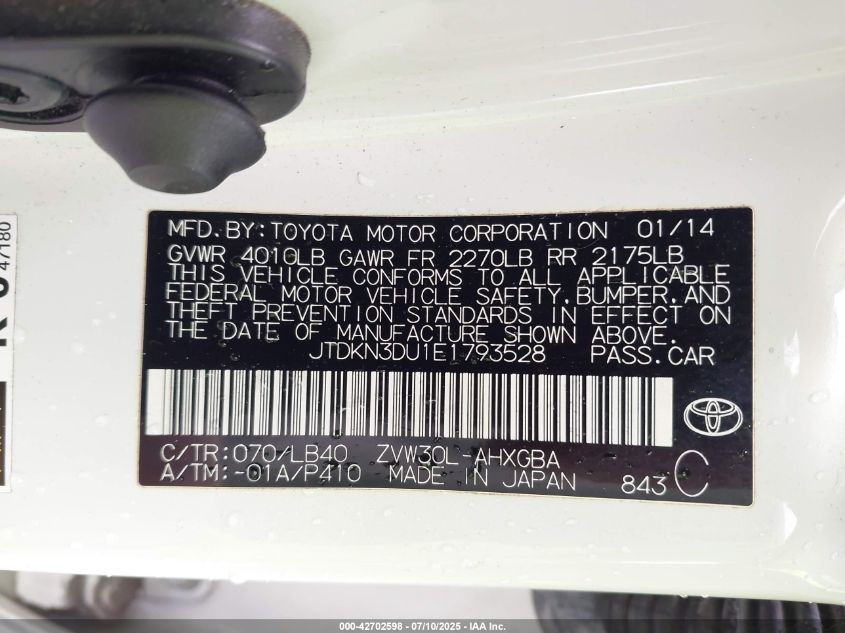 MFD. BY: TOYOTA MOTOR CORPORATION 01/14
GVWR 4010LB GAWR FR 2270LB RR 2175LB
THIS VEHICLE CONFORMS TO ALL APPLICABLE
FEDERAL MOTOR VEHICLE SAFETY, BUMPER, AND
THEFT PREVENTION STANDARDS IN EFFECT ON
THE DATE OF MANUFACTURE SHOWN ABOVE.
JTDKN3DU1E1793528 PASS.CAR
C/TR: 070/LB40 ZVW30L-AHXGBA
A/TM: -01A/P410 MADE IN JAPAN 843 C
47180
000-42702598 - 07/10/2025 - IAA Inc.